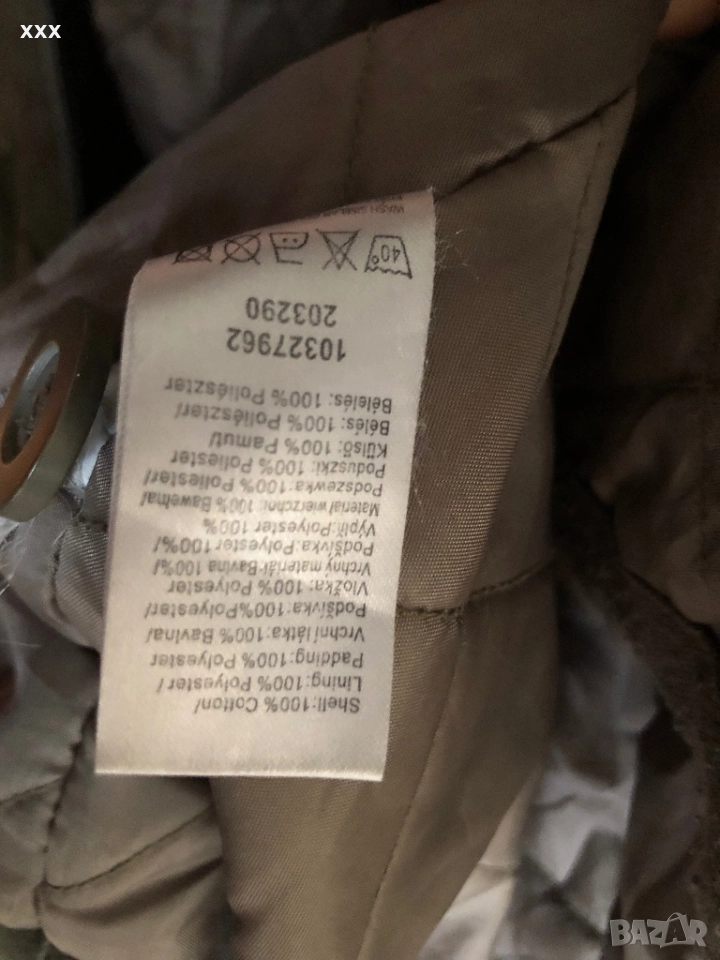 xxx
Shell:100% Cotton/
Lining:100% Polyester/
Padding:100% Polyester
Vrchní látka:100% Bavlna/
Podšívka:100%Polyester/
Vložka:100% Polyester
Vrchný materiál:Bavlna 100%/
Podšívka:Polyester 100%/
Výplň:Polyester 100%
Materiał wierzchni: 100% Bawełna/
Podszewka: 100% Poliester/
Poduszki: 100% Poliester
Külső: 100% Pamut/
Bélés: 100% Poliészter/
Bélelés: 100% Poliészter
10327962
203290
40°
WASH
BAZAR